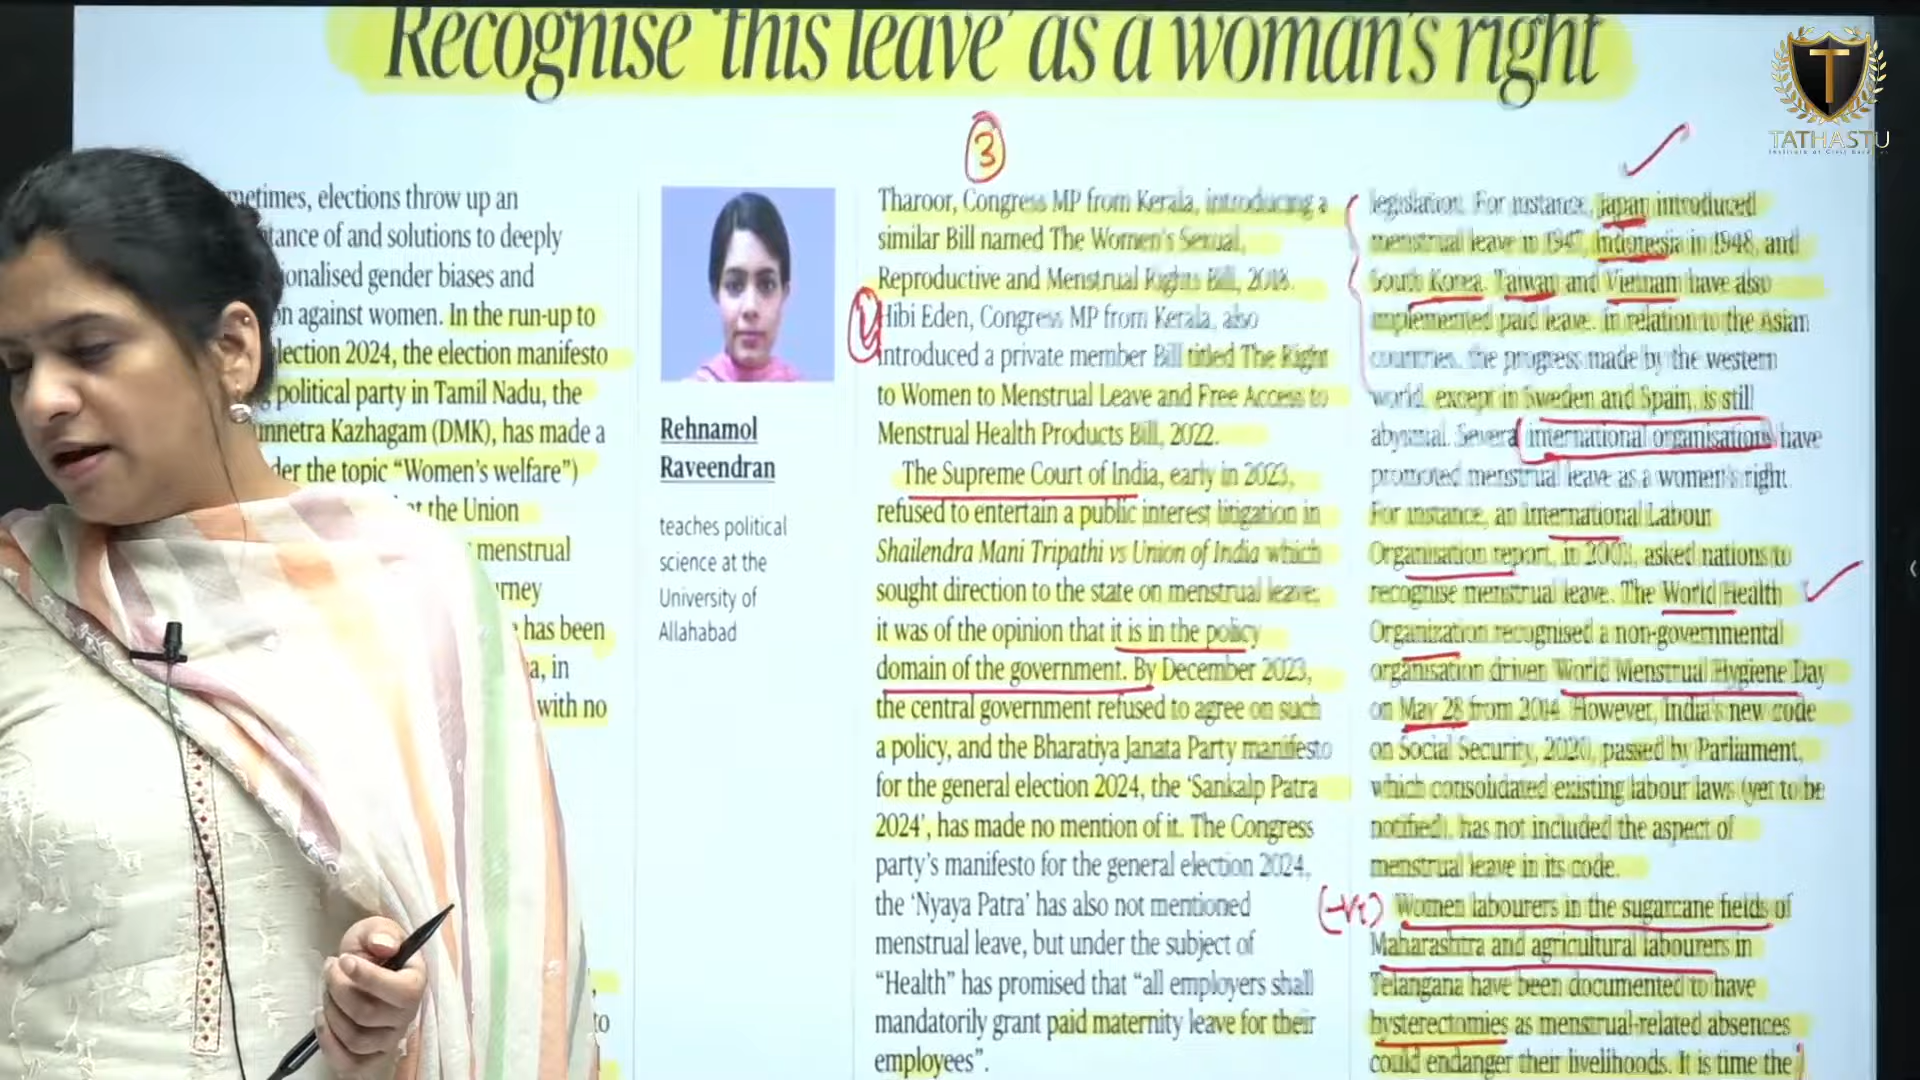 Recognise 'this leave' as a woman's right
TATHASTU
3
metimes, elections throw up an
tance of and solutions to deeply
ionalised gender biases and
on against women. In the run-up to
lection 2024, the election manifesto
political party in Tamil Nadu, the
nnetra Kazhagam (DMK), has made a
der the topic “Women's welfare”)
at the Union
menstrual
rney
has been
a, in
with no
to
Rehnamol
Raveendran
teaches political
science at the
University of
Allahabad
Tharoor, Congress MP from Kerala, introducing a
similar Bill named The Women's Sexual,
Reproductive and Menstrual Rights Bill, 2018.
Hibi Eden, Congress MP from Kerala, also
introduced a private member Bill titled The Right
to Women to Menstrual Leave and Free Access to
Menstrual Health Products Bill, 2022.
The Supreme Court of India, early in 2023,
refused to entertain a public interest litigation in
Shailendra Mani Tripathi vs Union of India which
sought direction to the state on menstrual leave;
it was of the opinion that it is in the policy
domain of the government. By December 2023,
the central government refused to agree on such
a policy, and the Bharatiya Janata Party manifesto
for the general election 2024, the ‘Sankalp Patra
2024’, has made no mention of it. The Congress
party's manifesto for the general election 2024,
the ‘Nyaya Patra’ has also not mentioned
menstrual leave, but under the subject of
“Health” has promised that “all employers shall
mandatorily grant paid maternity leave for their
employees”.
legislation. For instance, Japan introduced
menstrual leave in 1947, Indonesia in 1948, and
South Korea, Taiwan and Vietnam have also
implemented paid leave. In relation to the Asian
countries, the progress made by the western
world, except in Sweden and Spain, is still
abysmal. Several international organisations have
promoted menstrual leave as a women's right.
For instance, an International Labour
Organisation report, in asked nations to
recognise menstrual leave. The World Health
Organization recognised a non-governmental
organisation driven World Menstrual Hygiene Day
on May 28 from 2014. However, India's new code
on Social Security, 2020, passed by Parliament,
which consolidated existing labour laws (yet to be
notified), has not included the aspect of
menstrual leave in its code.
(-ve) Women labourers in the sugarcane fields of
Maharashtra and agricultural labourers in
Telangana have been documented to have
hysterectomies as menstrual-related absences
could endanger their livelihoods. It is time the